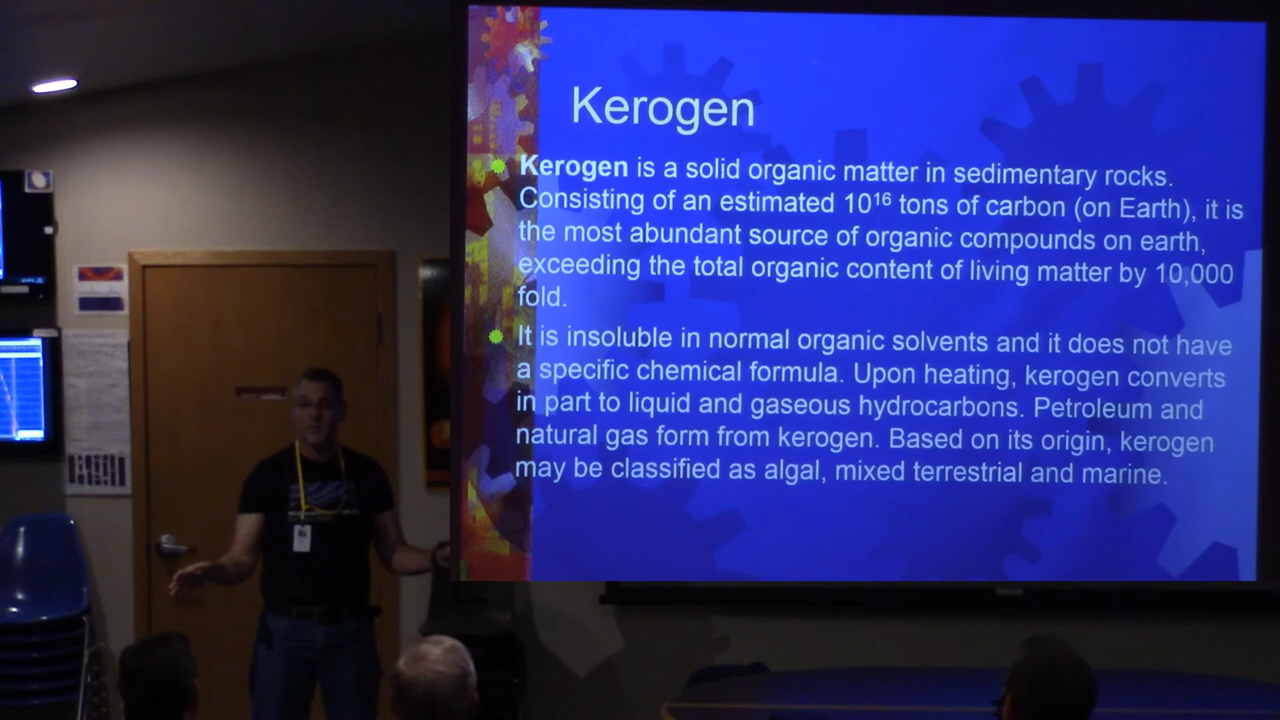 Kerogen
Kerogen is a solid organic matter in sedimentary rocks.
Consisting of an estimated 10¹⁶ tons of carbon (on Earth), it is
the most abundant source of organic compounds on earth,
exceeding the total organic content of living matter by 10,000
fold.
It is insoluble in normal organic solvents and it does not have
a specific chemical formula. Upon heating, kerogen converts
in part to liquid and gaseous hydrocarbons. Petroleum and
natural gas form from kerogen. Based on its origin, kerogen
may be classified as algal, mixed terrestrial and marine.